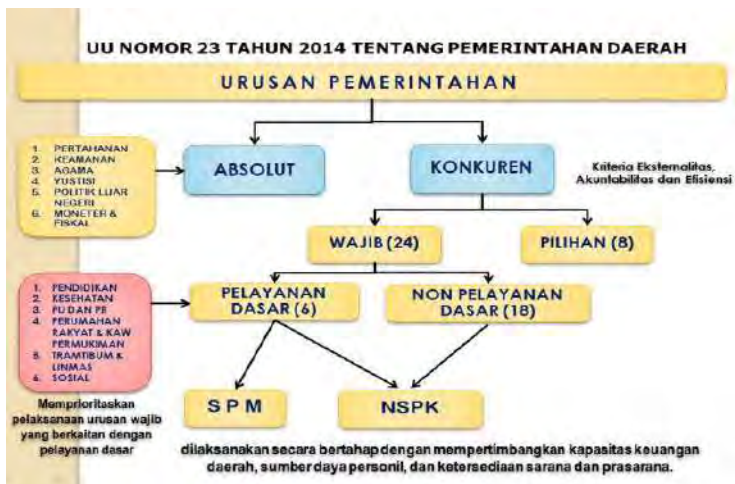 UU NOMOR 23 TAHUN 2014 TENTANG PEMERINTAHAN DAERAH
URUSAN PEMERINTAHAN
1. PERTAHANAN
2. KEAMANAN
3. AGAMA
4. YUSTISI
5. POLITIK LUAR
NEGERI
6. MONETER &
FISKAL
ABSOLUT
KONKUREN
Kriteria Eksternalitas,
Akuntabilitas dan Efisiensi
WAJIB (24)
PILIHAN (8)
1. PENDIDIKAN
2. KESEHATAN
3. PU DAN PR
4. PERUMAHAN
RAKYAT & KAW
PERMUKIMAN
5. TRAMTIBUM &
LINMAS
6. SOSIAL
PELAYANAN
DASAR (6)
NON PELAYANAN
DASAR (18)
SPM
NSPK
Memprioritaskan
pelaksanaan urusan wajib
yang berkaitan dengan
pelayanan dasar
dilaksanakan secara bertahap dengan mempertimbangkan kapasitas keuangan
daerah, sumber daya personil, dan ketersediaan sarana dan prasarana.